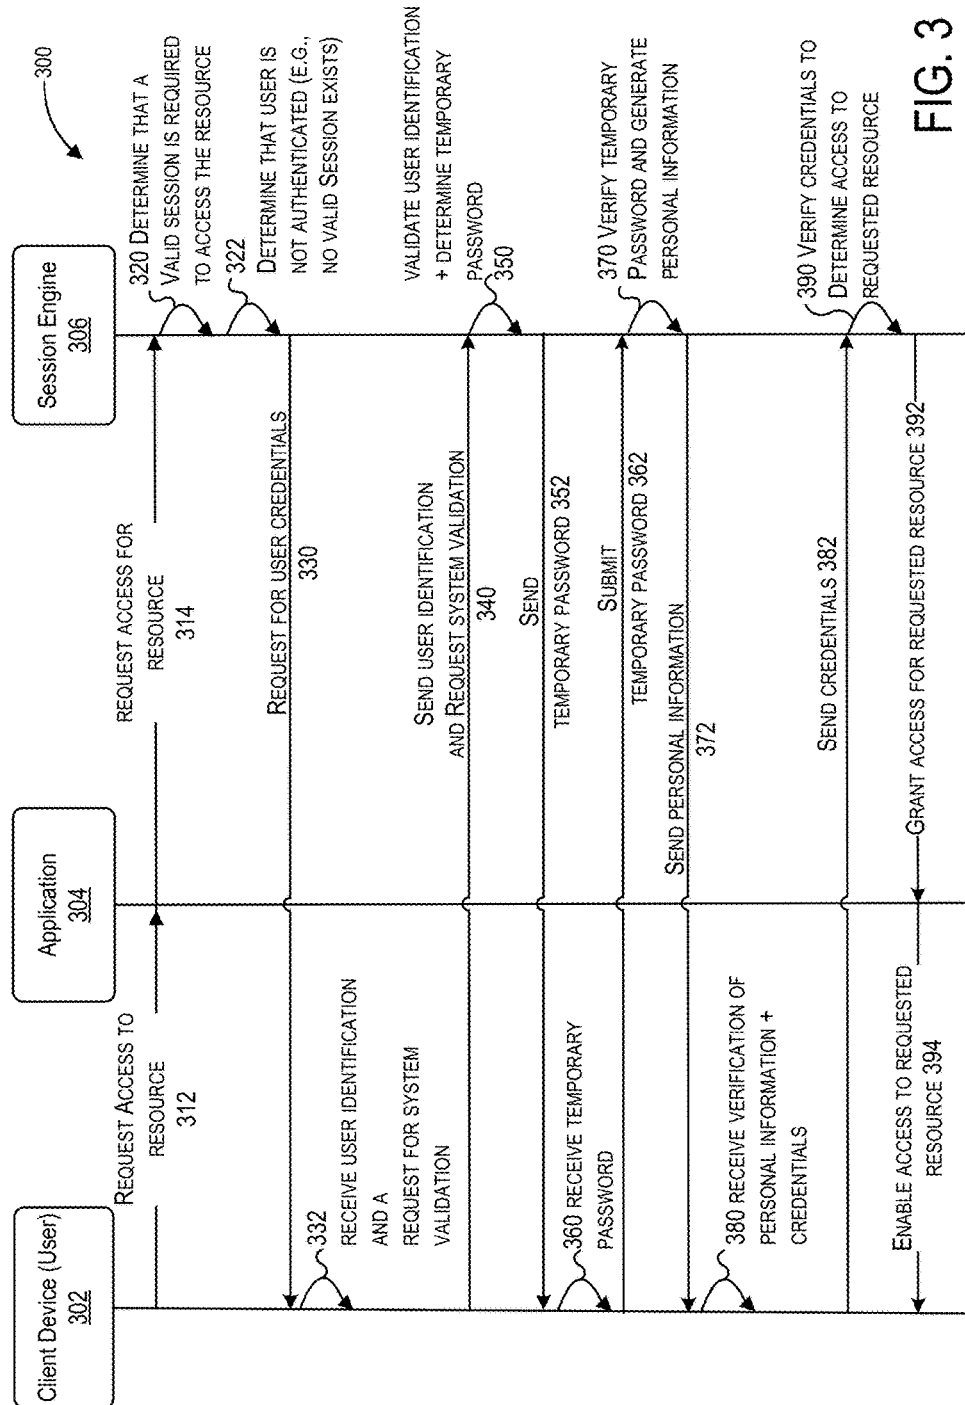 300
Client Device (User)
302
Application
304
Session Engine
306
REQUEST ACCESS TO
RESOURCE
312
REQUEST ACCESS FOR
RESOURCE
314
320 DETERMINE THAT A
VALID SESSION IS REQUIRED
TO ACCESS THE RESOURCE
322
DETERMINE THAT USER IS
NOT AUTHENTICATED (E.G.,
NO VALID SESSION EXISTS)
REQUEST FOR USER CREDENTIALS
330
332
RECEIVE USER IDENTIFICATION
AND A
REQUEST FOR SYSTEM
VALIDATION
SEND USER IDENTIFICATION
AND REQUEST SYSTEM VALIDATION
340
VALIDATE USER IDENTIFICATION
+ DETERMINE TEMPORARY
PASSWORD
350
SEND
TEMPORARY PASSWORD 352
360 RECEIVE TEMPORARY
PASSWORD
SUBMIT
TEMPORARY PASSWORD 362
370 VERIFY TEMPORARY
PASSWORD AND GENERATE
PERSONAL INFORMATION
SEND PERSONAL INFORMATION
372
380 RECEIVE VERIFICATION OF
PERSONAL INFORMATION +
CREDENTIALS
SEND CREDENTIALS 382
390 VERIFY CREDENTIALS TO
DETERMINE ACCESS TO
REQUESTED RESOURCE
GRANT ACCESS FOR REQUESTED RESOURCE 392
ENABLE ACCESS TO REQUESTED
RESOURCE 394
FIG. 3